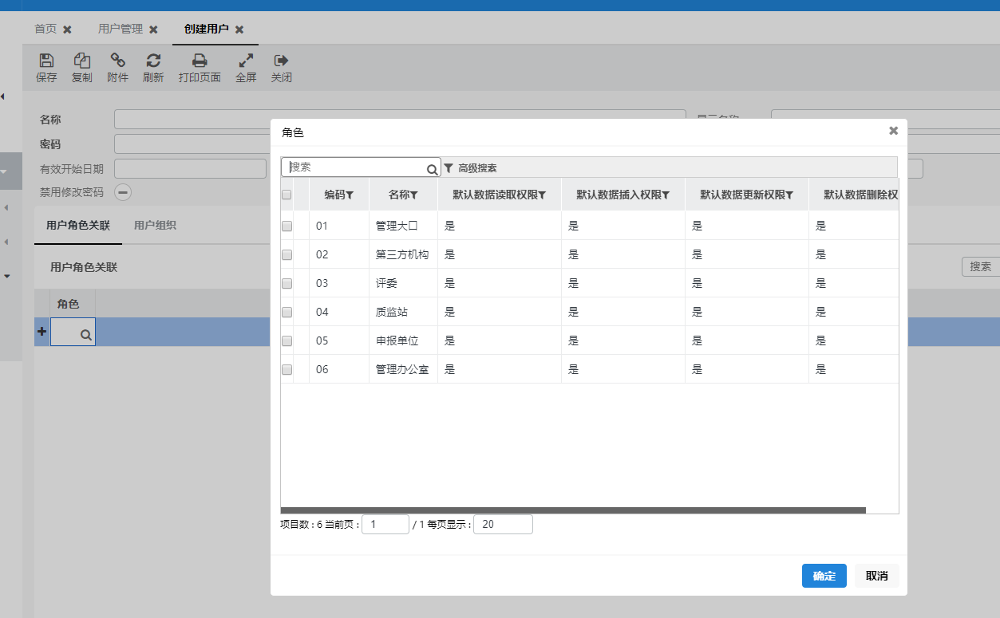 首页 用户管理 创建用户
保存 复制 附件 刷新 打印页面 全屏 关闭
名称
密码
有效开始日期
禁用修改密码
用户角色关联 用户组织
用户角色关联 搜索
角色
角色
搜索 高级搜索
编码 名称 默认数据读取权限 默认数据插入权限 默认数据更新权限 默认数据删除权
01 管理大口 是 是 是 是
02 第三方机构 是 是 是 是
03 评委 是 是 是 是
04 质监站 是 是 是 是
05 申报单位 是 是 是 是
06 管理办公室 是 是 是 是
项目数 : 6 当前页 : 1 / 1 每页显示 : 20
确定 取消